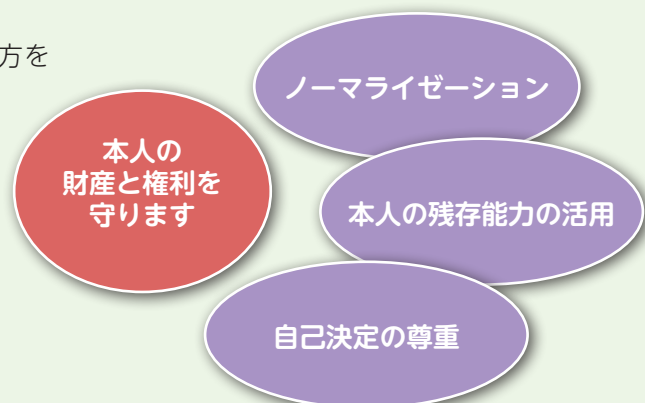 方を
ノーマライゼーション
本人の
財産と権利を
守ります
本人の残存能力の活用
自己決定の尊重